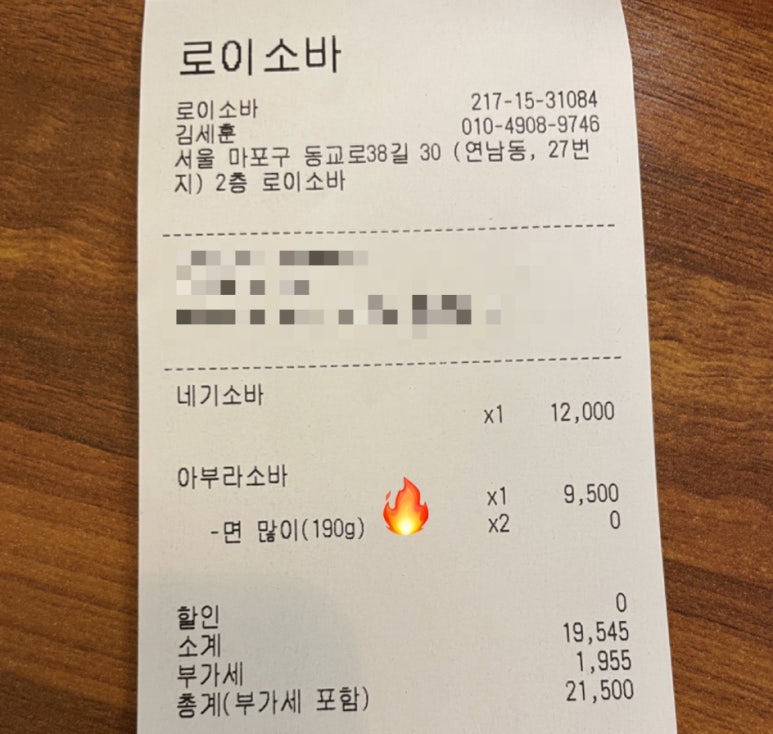 로이소바
로이소바 217-15-31084
김세훈 010-4908-9746
서울 마포구 동교로38길 30 (연남동, 27번
지) 2층 로이소바
네기소바
x1 12,000
아부라소바
x1 9,500
-면 많이(190g) x2 0
할인 0
소계 19,545
부가세 1,955
총계(부가세 포함) 21,500